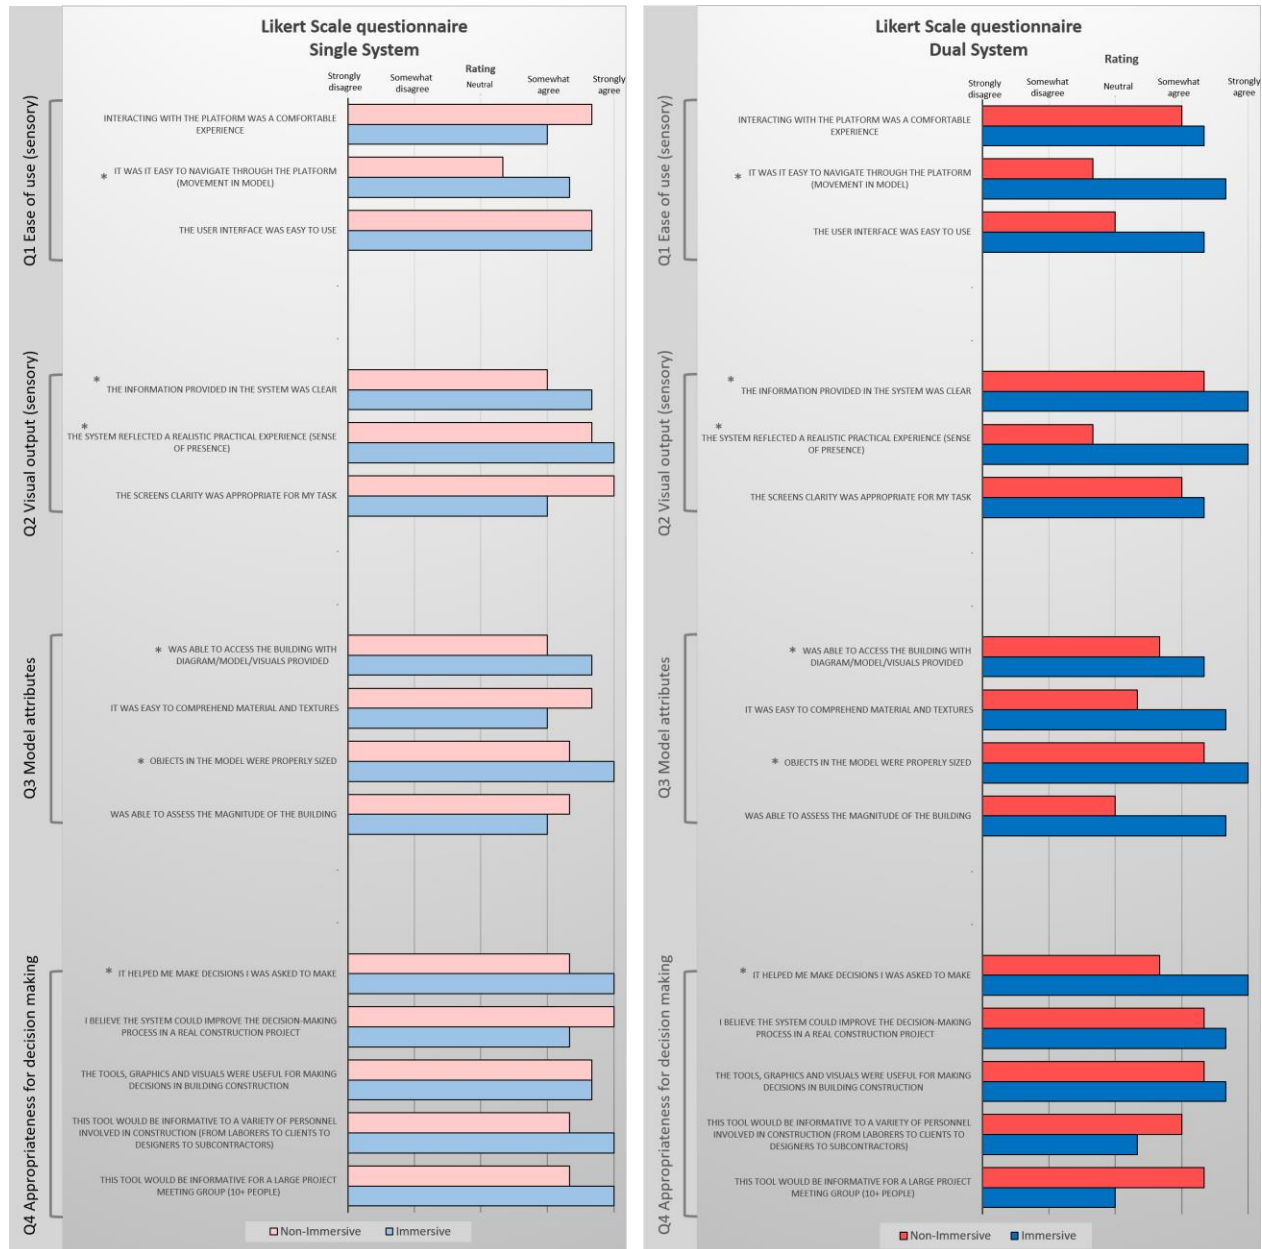 Likert Scale questionnaire
Single System
Rating
Strongly
disagree
Somewhat
disagree
Neutral
Somewhat
agree
Strongly
agree
Q1 Ease of use (sensory)
INTERACTING WITH THE PLATFORM WAS A COMFORTABLE
EXPERIENCE
* IT WAS IT EASY TO NAVIGATE THROUGH THE PLATFORM
(MOVEMENT IN MODEL)
THE USER INTERFACE WAS EASY TO USE
Q2 Visual output (sensory)
*
THE INFORMATION PROVIDED IN THE SYSTEM WAS CLEAR
*
THE SYSTEM REFLECTED A REALISTIC PRACTICAL EXPERIENCE (SENSE
OF PRESENCE)
THE SCREENS CLARITY WAS APPROPRIATE FOR MY TASK
Q3 Model attributes
* WAS ABLE TO ACCESS THE BUILDING WITH
DIAGRAM/MODEL/VISUALS PROVIDED
IT WAS EASY TO COMPREHEND MATERIAL AND TEXTURES
* OBJECTS IN THE MODEL WERE PROPERLY SIZED
WAS ABLE TO ASSESS THE MAGNITUDE OF THE BUILDING
Q4 Appropriateness for decision making
* IT HELPED ME MAKE DECISIONS I WAS ASKED TO MAKE
I BELIEVE THE SYSTEM COULD IMPROVE THE DECISION-MAKING
PROCESS IN A REAL CONSTRUCTION PROJECT
THE TOOLS, GRAPHICS AND VISUALS WERE USEFUL FOR MAKING
DECISIONS IN BUILDING CONSTRUCTION
THIS TOOL WOULD BE INFORMATIVE TO A VARIETY OF PERSONNEL
INVOLVED IN CONSTRUCTION (FROM LABORERS TO CLIENTS TO
DESIGNERS TO SUBCONTRACTORS)
THIS TOOL WOULD BE INFORMATIVE FOR A LARGE PROJECT
MEETING GROUP (10+ PEOPLE)
Non-Immersive Immersive
Likert Scale questionnaire
Dual System
Rating
Strongly
disagree
Somewhat
disagree
Neutral
Somewhat
agree
Strongly
agree
Q1 Ease of use (sensory)
INTERACTING WITH THE PLATFORM WAS A COMFORTABLE
EXPERIENCE
* IT WAS IT EASY TO NAVIGATE THROUGH THE PLATFORM
(MOVEMENT IN MODEL)
THE USER INTERFACE WAS EASY TO USE
Q2 Visual output (sensory)
*
THE INFORMATION PROVIDED IN THE SYSTEM WAS CLEAR
*
THE SYSTEM REFLECTED A REALISTIC PRACTICAL EXPERIENCE (SENSE
OF PRESENCE)
THE SCREENS CLARITY WAS APPROPRIATE FOR MY TASK
Q3 Model attributes
* WAS ABLE TO ACCESS THE BUILDING WITH
DIAGRAM/MODEL/VISUALS PROVIDED
IT WAS EASY TO COMPREHEND MATERIAL AND TEXTURES
* OBJECTS IN THE MODEL WERE PROPERLY SIZED
WAS ABLE TO ASSESS THE MAGNITUDE OF THE BUILDING
Q4 Appropriateness for decision making
* IT HELPED ME MAKE DECISIONS I WAS ASKED TO MAKE
I BELIEVE THE SYSTEM COULD IMPROVE THE DECISION-MAKING
PROCESS IN A REAL CONSTRUCTION PROJECT
THE TOOLS, GRAPHICS AND VISUALS WERE USEFUL FOR MAKING
DECISIONS IN BUILDING CONSTRUCTION
THIS TOOL WOULD BE INFORMATIVE TO A VARIETY OF PERSONNEL
INVOLVED IN CONSTRUCTION (FROM LABORERS TO CLIENTS TO
DESIGNERS TO SUBCONTRACTORS)
THIS TOOL WOULD BE INFORMATIVE FOR A LARGE PROJECT
MEETING GROUP (10+ PEOPLE)
Non-Immersive Immersive